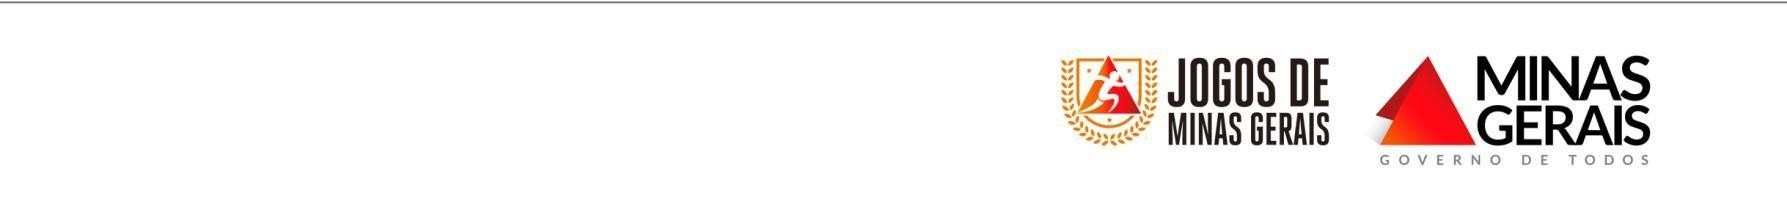 JOGOS DE
MINAS GERAIS
MINAS
GERAIS
GOVERNO DE TODOS